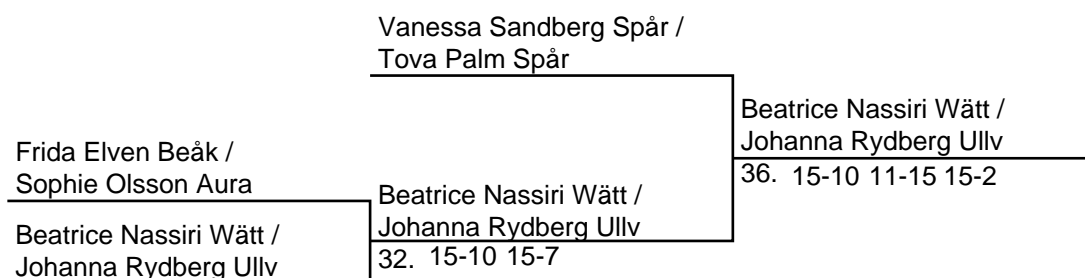 Vanessa Sandberg Spår /
Tova Palm Spår
Beatrice Nassiri Wätt /
Johanna Rydberg Ullv
36. 15-10 11-15 15-2
Frida Elven Beåk /
Sophie Olsson Aura
Beatrice Nassiri Wätt /
Johanna Rydberg Ullv
32. 15-10 15-7
Beatrice Nassiri Wätt /
Johanna Rydberg Ullv